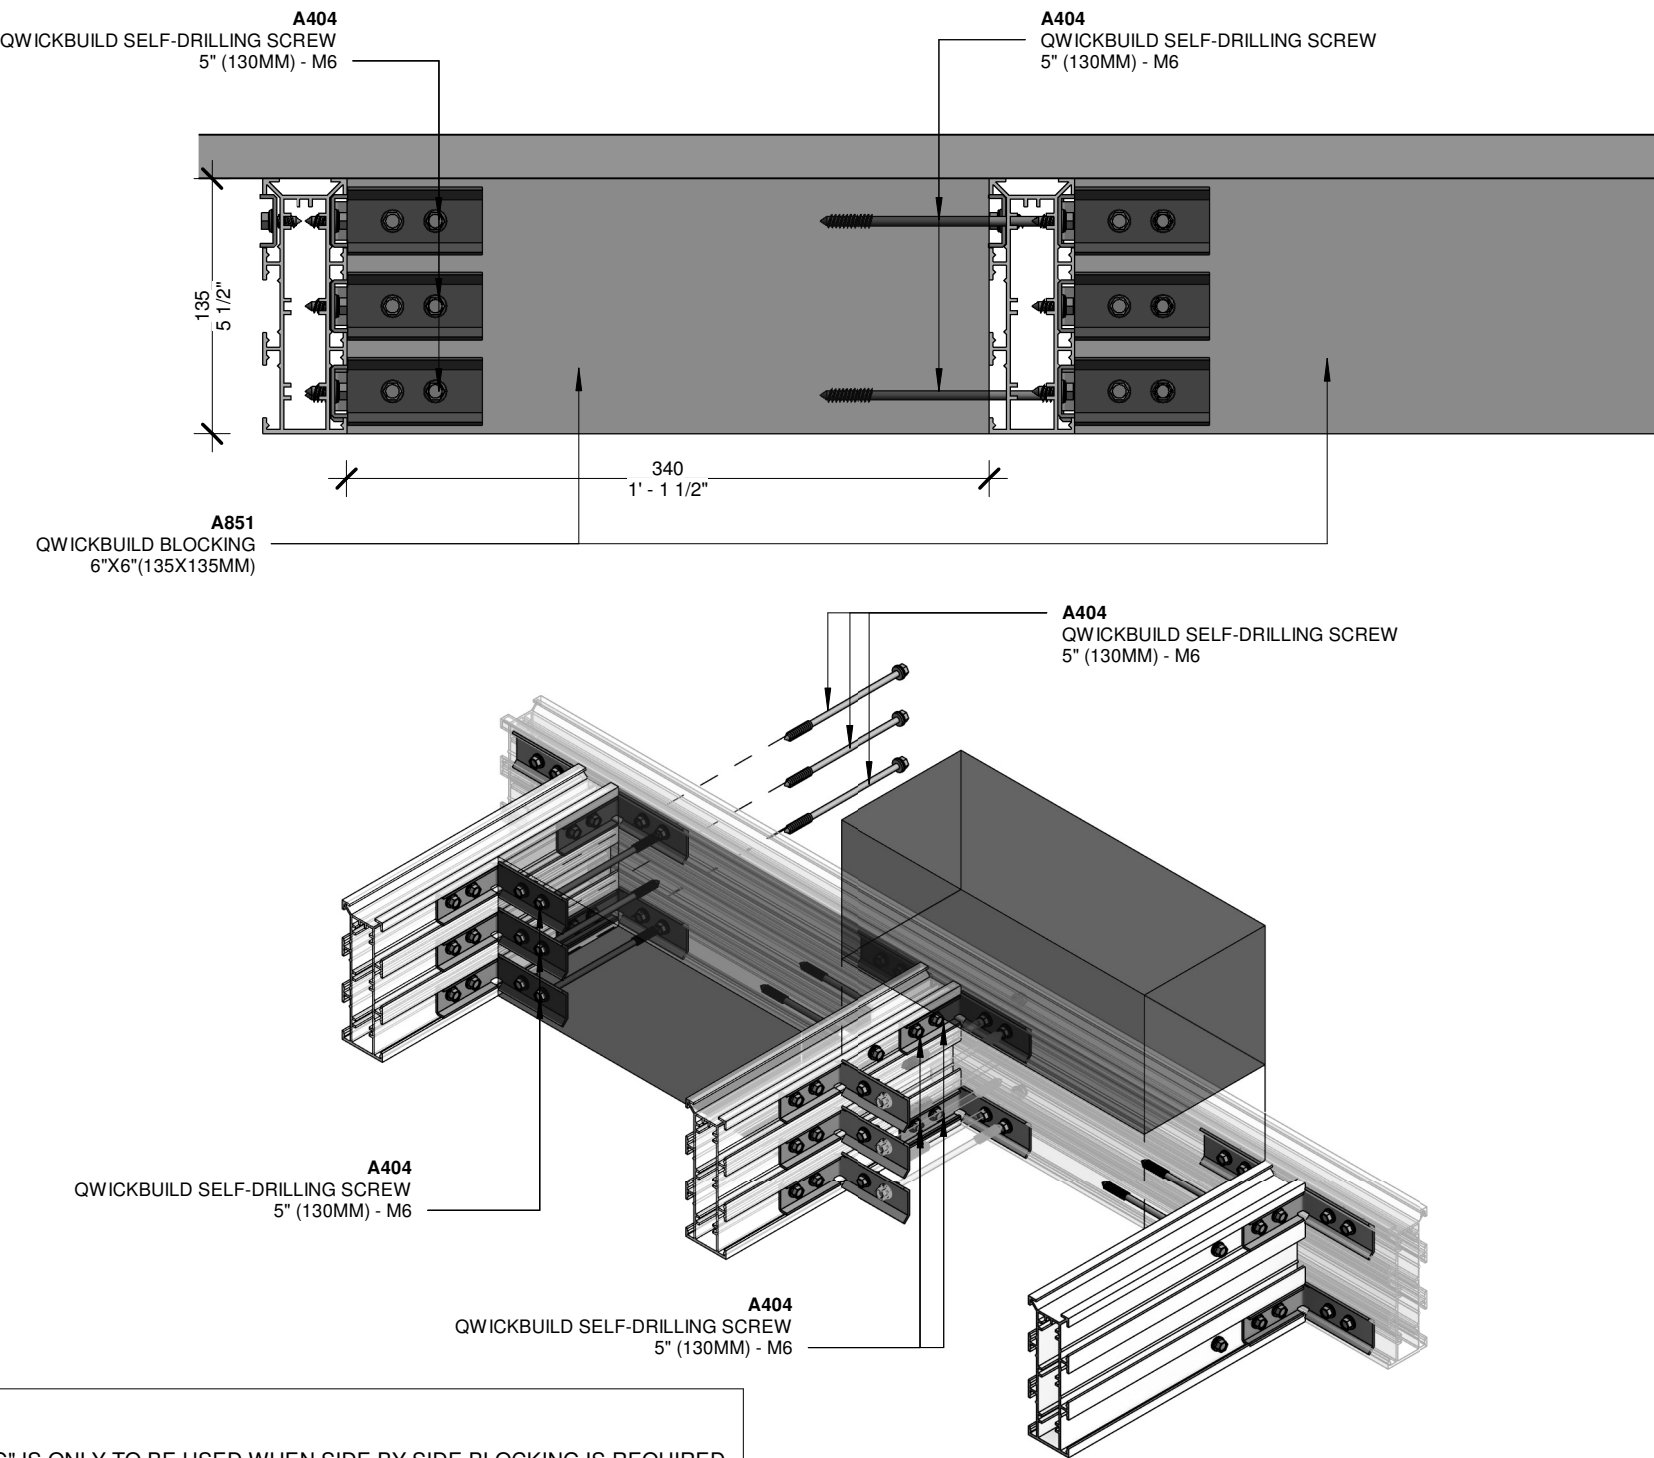 A404
QWICKBUILD SELF-DRILLING SCREW
5" (130MM) - M6
A404
QWICKBUILD SELF-DRILLING SCREW
5" (130MM) - M6
135
5 1/2"
340
1' - 1 1/2"
A851
QWICKBUILD BLOCKING
6"X6"(135X135MM)
A404
QWICKBUILD SELF-DRILLING SCREW
5" (130MM) - M6
A404
QWICKBUILD SELF-DRILLING SCREW
5" (130MM) - M6
A404
QWICKBUILD SELF-DRILLING SCREW
5" (130MM) - M6
IS ONLY TO BE USED WHEN SIDE BY SIDE BLOCKING IS REQUIRED